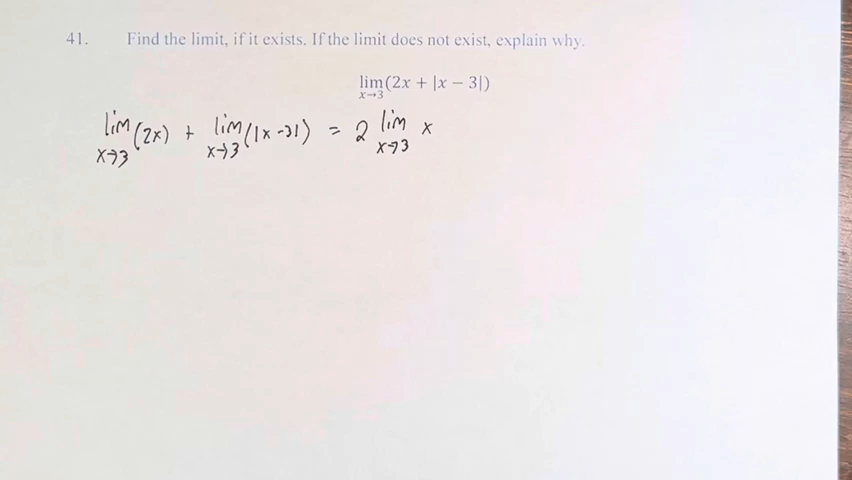 41. Find the limit, if it exists. If the limit does not exist, explain why.
lim(2x + |x − 3|)
x→3
lim(2x) + lim(|x-3|) = 2 lim x
x→3 x→3 x→3